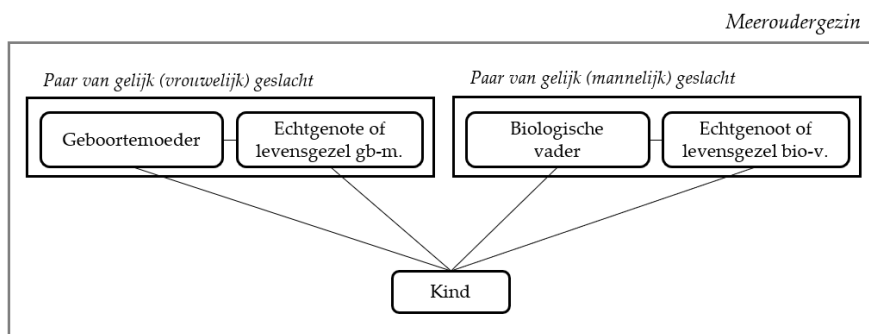 Meeroudergezin
Paar van gelijk (vrouwelijk) geslacht
Paar van gelijk (mannelijk) geslacht
Geboortemoeder
Echtgenote of
levensgezel gb-m.
Biologische
vader
Echtgenoot of
levensgezel bio-v.
Kind